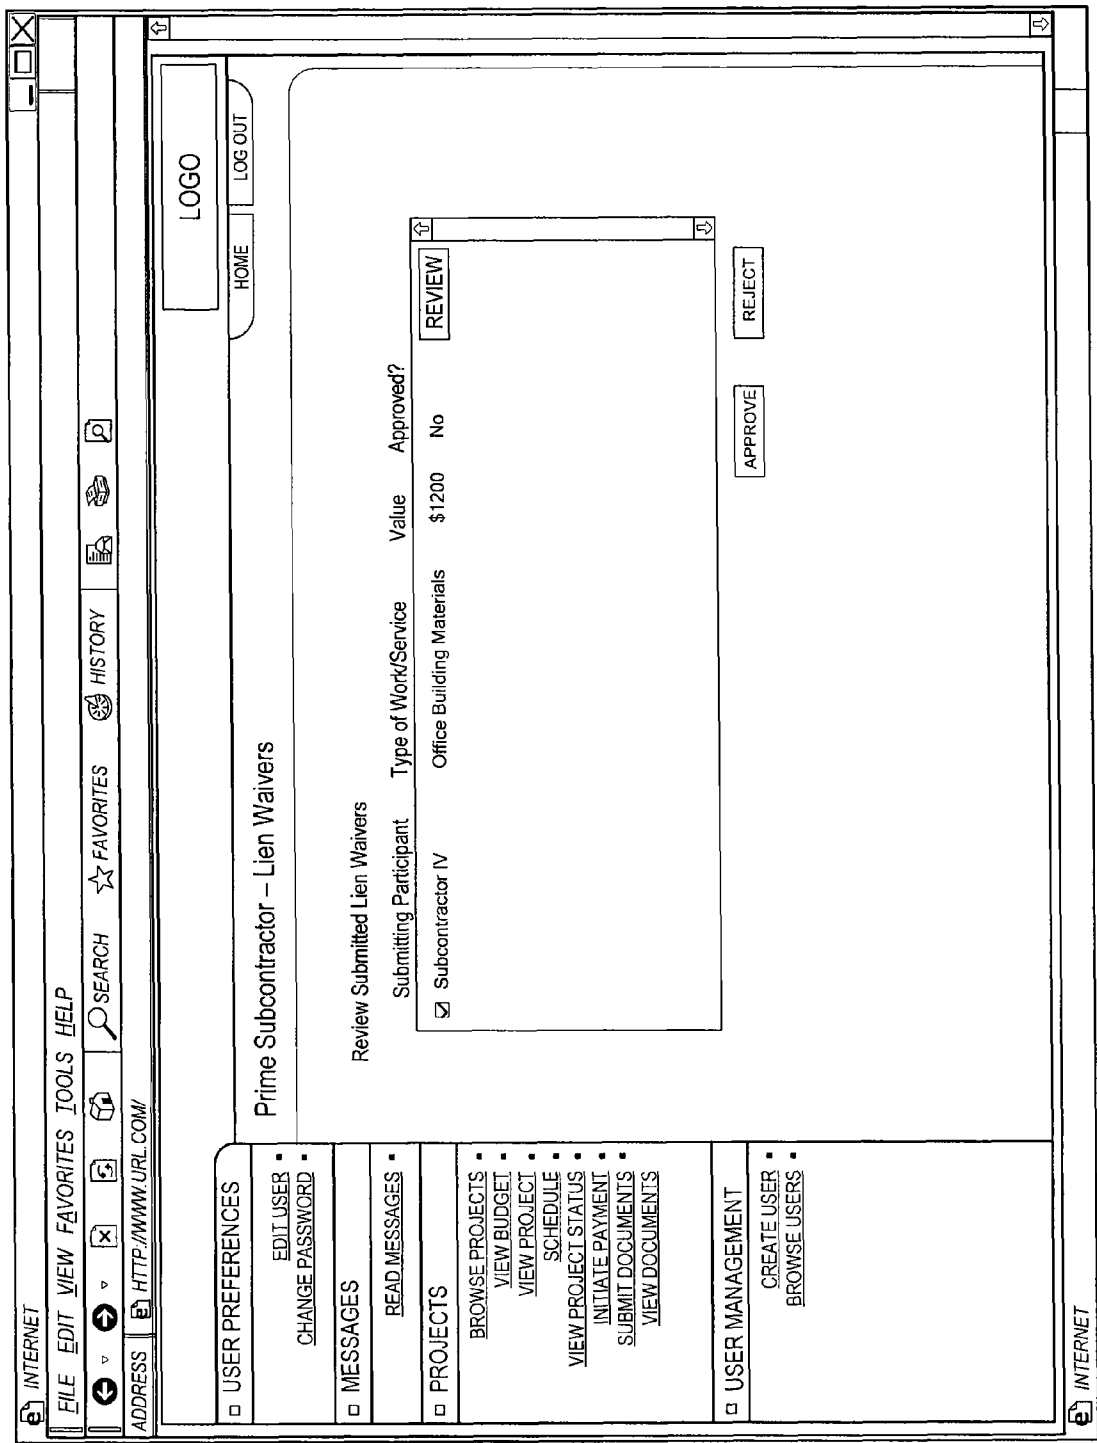 INTERNET
FILE EDIT VIEW FAVORITES TOOLS HELP
SEARCH FAVORITES HISTORY
ADDRESS HTTP://WWW.URL.COM/
LOGO
HOME LOG OUT
USER PREFERENCES
EDIT USER
CHANGE PASSWORD
MESSAGES
READ MESSAGES
PROJECTS
BROWSE PROJECTS
VIEW BUDGET
VIEW PROJECT
SCHEDULE
VIEW PROJECT STATUS
INITIATE PAYMENT
SUBMIT DOCUMENTS
VIEW DOCUMENTS
USER MANAGEMENT
CREATE USER
BROWSE USERS
Prime Subcontractor – Lien Waivers
Review Submitted Lien Waivers
Submitting Participant Type of Work/Service Value Approved?
Subcontractor IV Office Building Materials $1200 No REVIEW
APPROVE REJECT
INTERNET